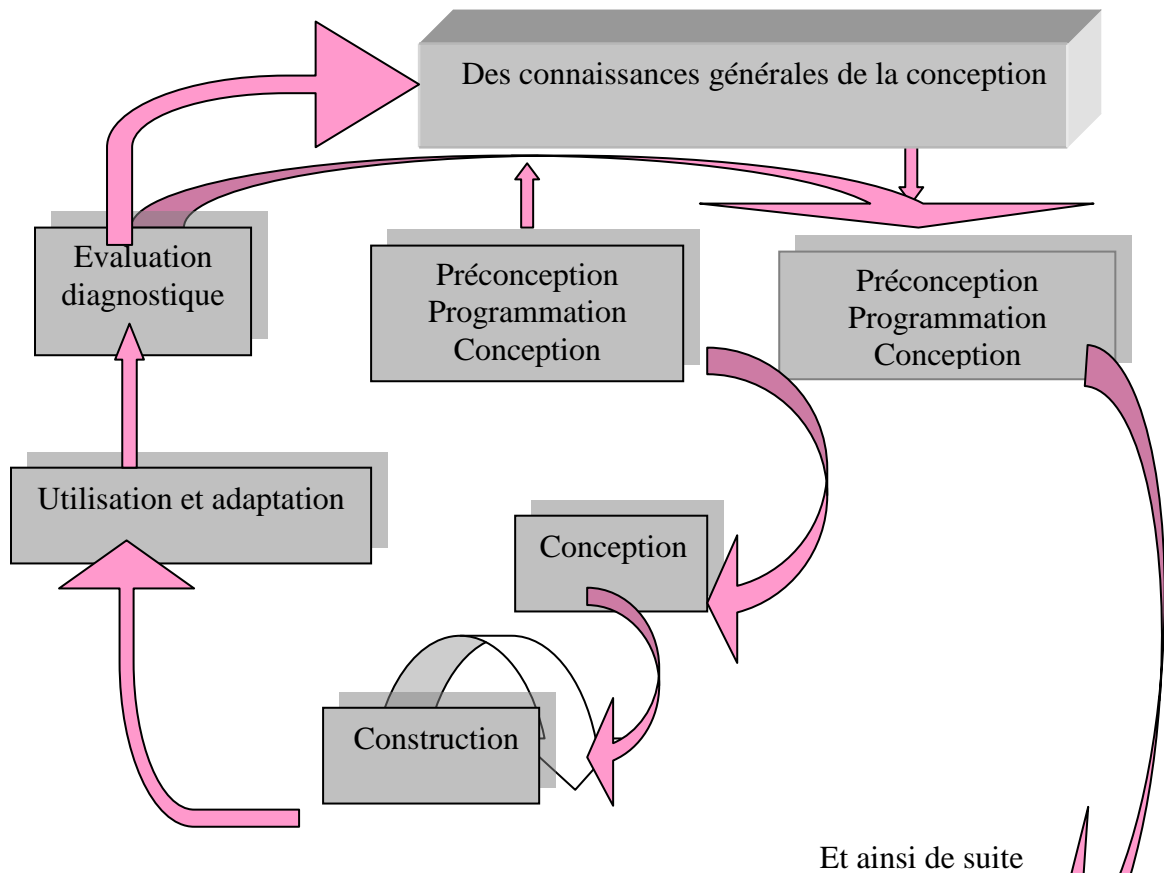 Des connaissances générales de la conception
Evaluation
diagnostique
Préconception
Programmation
Conception
Préconception
Programmation
Conception
Utilisation et adaptation
Conception
Construction
Et ainsi de suite